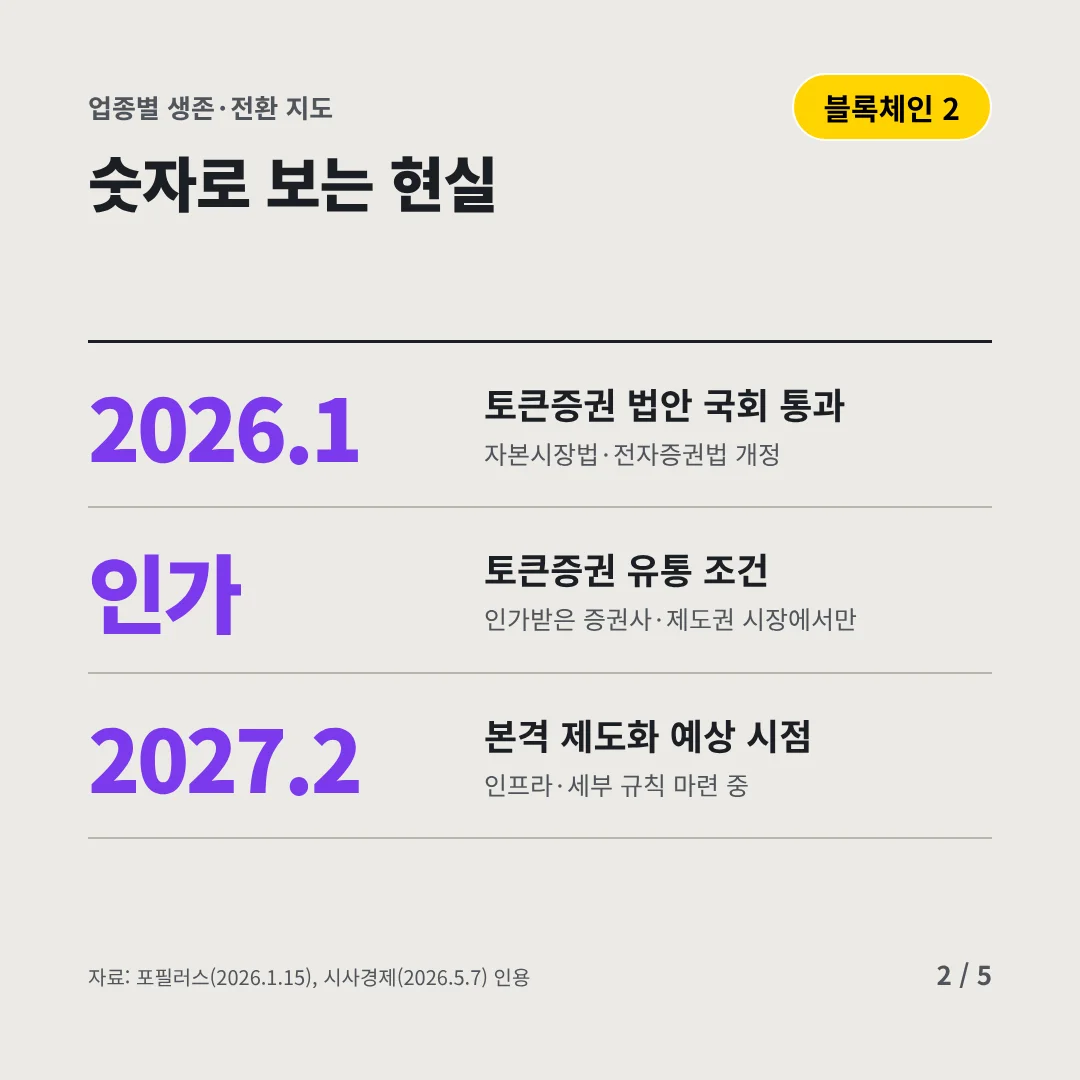 업종별 생존·전환 지도
블록체인 2
숫자로 보는 현실
2026.1
토큰증권 법안 국회 통과
자본시장법·전자증권법 개정
인가
토큰증권 유통 조건
인가받은 증권사·제도권 시장에서만
2027.2
본격 제도화 예상 시점
인프라·세부 규칙 마련 중
자료: 포필러스(2026.1.15), 시사경제(2026.5.7) 인용
2 / 5